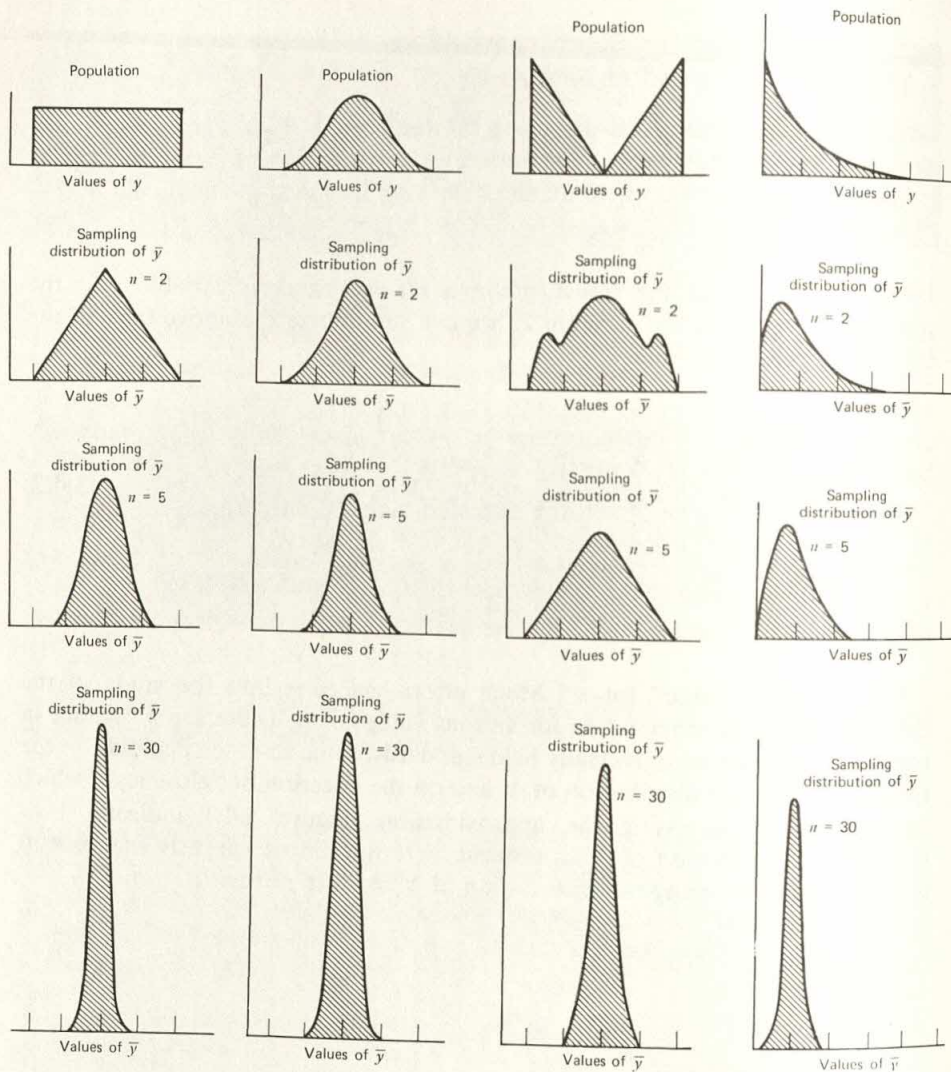 Population
Values of y
Population
Values of y
Population
Values of y
Population
Values of y
Sampling
distribution of ȳ
n = 2
Values of ȳ
Sampling
distribution of ȳ
n = 2
Values of ȳ
Sampling
distribution of ȳ
n = 2
Values of ȳ
Sampling
distribution of ȳ
n = 2
Values of ȳ
Sampling
distribution of ȳ
n = 5
Values of ȳ
Sampling
distribution of ȳ
n = 5
Values of ȳ
Sampling
distribution of ȳ
n = 5
Values of ȳ
Sampling
distribution of ȳ
n = 5
Values of ȳ
Sampling
distribution of ȳ
n = 30
Values of ȳ
Sampling
distribution of ȳ
n = 30
Values of ȳ
Sampling
distribution of ȳ
n = 30
Values of ȳ
Sampling
distribution of ȳ
n = 30
Values of ȳ